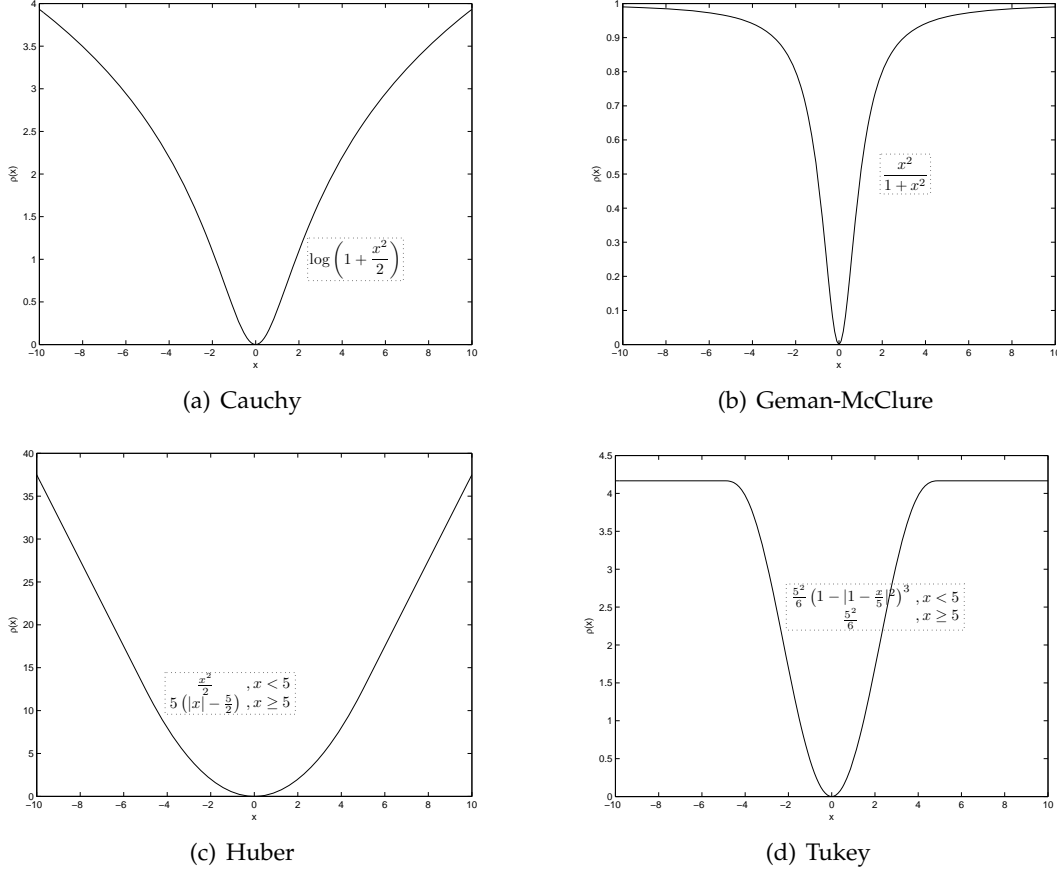 4
3.5
3
2.5
2
1.5
1
0.5
0
ρ(x)
log(1 + x²/2)
−10 −8 −6 −4 −2 0 2 4 6 8 10
x
(a) Cauchy
1
0.9
0.8
0.7
0.6
0.5
0.4
0.3
0.2
0.1
0
ρ(x)
x²
1 + x²
−10 −8 −6 −4 −2 0 2 4 6 8 10
x
(b) Geman-McClure
40
35
30
25
20
15
10
5
0
ρ(x)
x²/2 , x < 5
5(|x| − 5/2) , x ≥ 5
−10 −8 −6 −4 −2 0 2 4 6 8 10
x
(c) Huber
4.5
4
3.5
3
2.5
2
1.5
1
0.5
0
ρ(x)
5²/6 (1 − |1 − x/5|²)³ , x < 5
5²/6 , x ≥ 5
−10 −8 −6 −4 −2 0 2 4 6 8 10
x
(d) Tukey